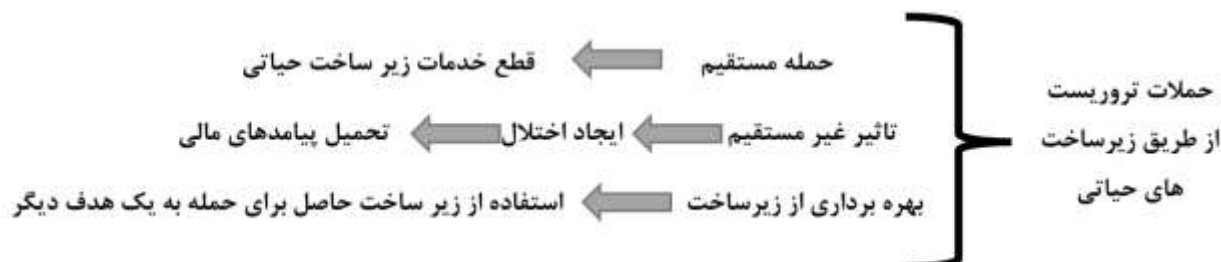 حملات تروریست
از طریق زیرساخت
های حیاتی
حمله مستقیم قطع خدمات زیر ساخت حیاتی
تاثیر غیر مستقیم ایجاد اختلال تحمیل پیامدهای مالی
بهره برداری از زیرساخت استفاده از زیر ساخت حاصل برای حمله به یک هدف دیگر